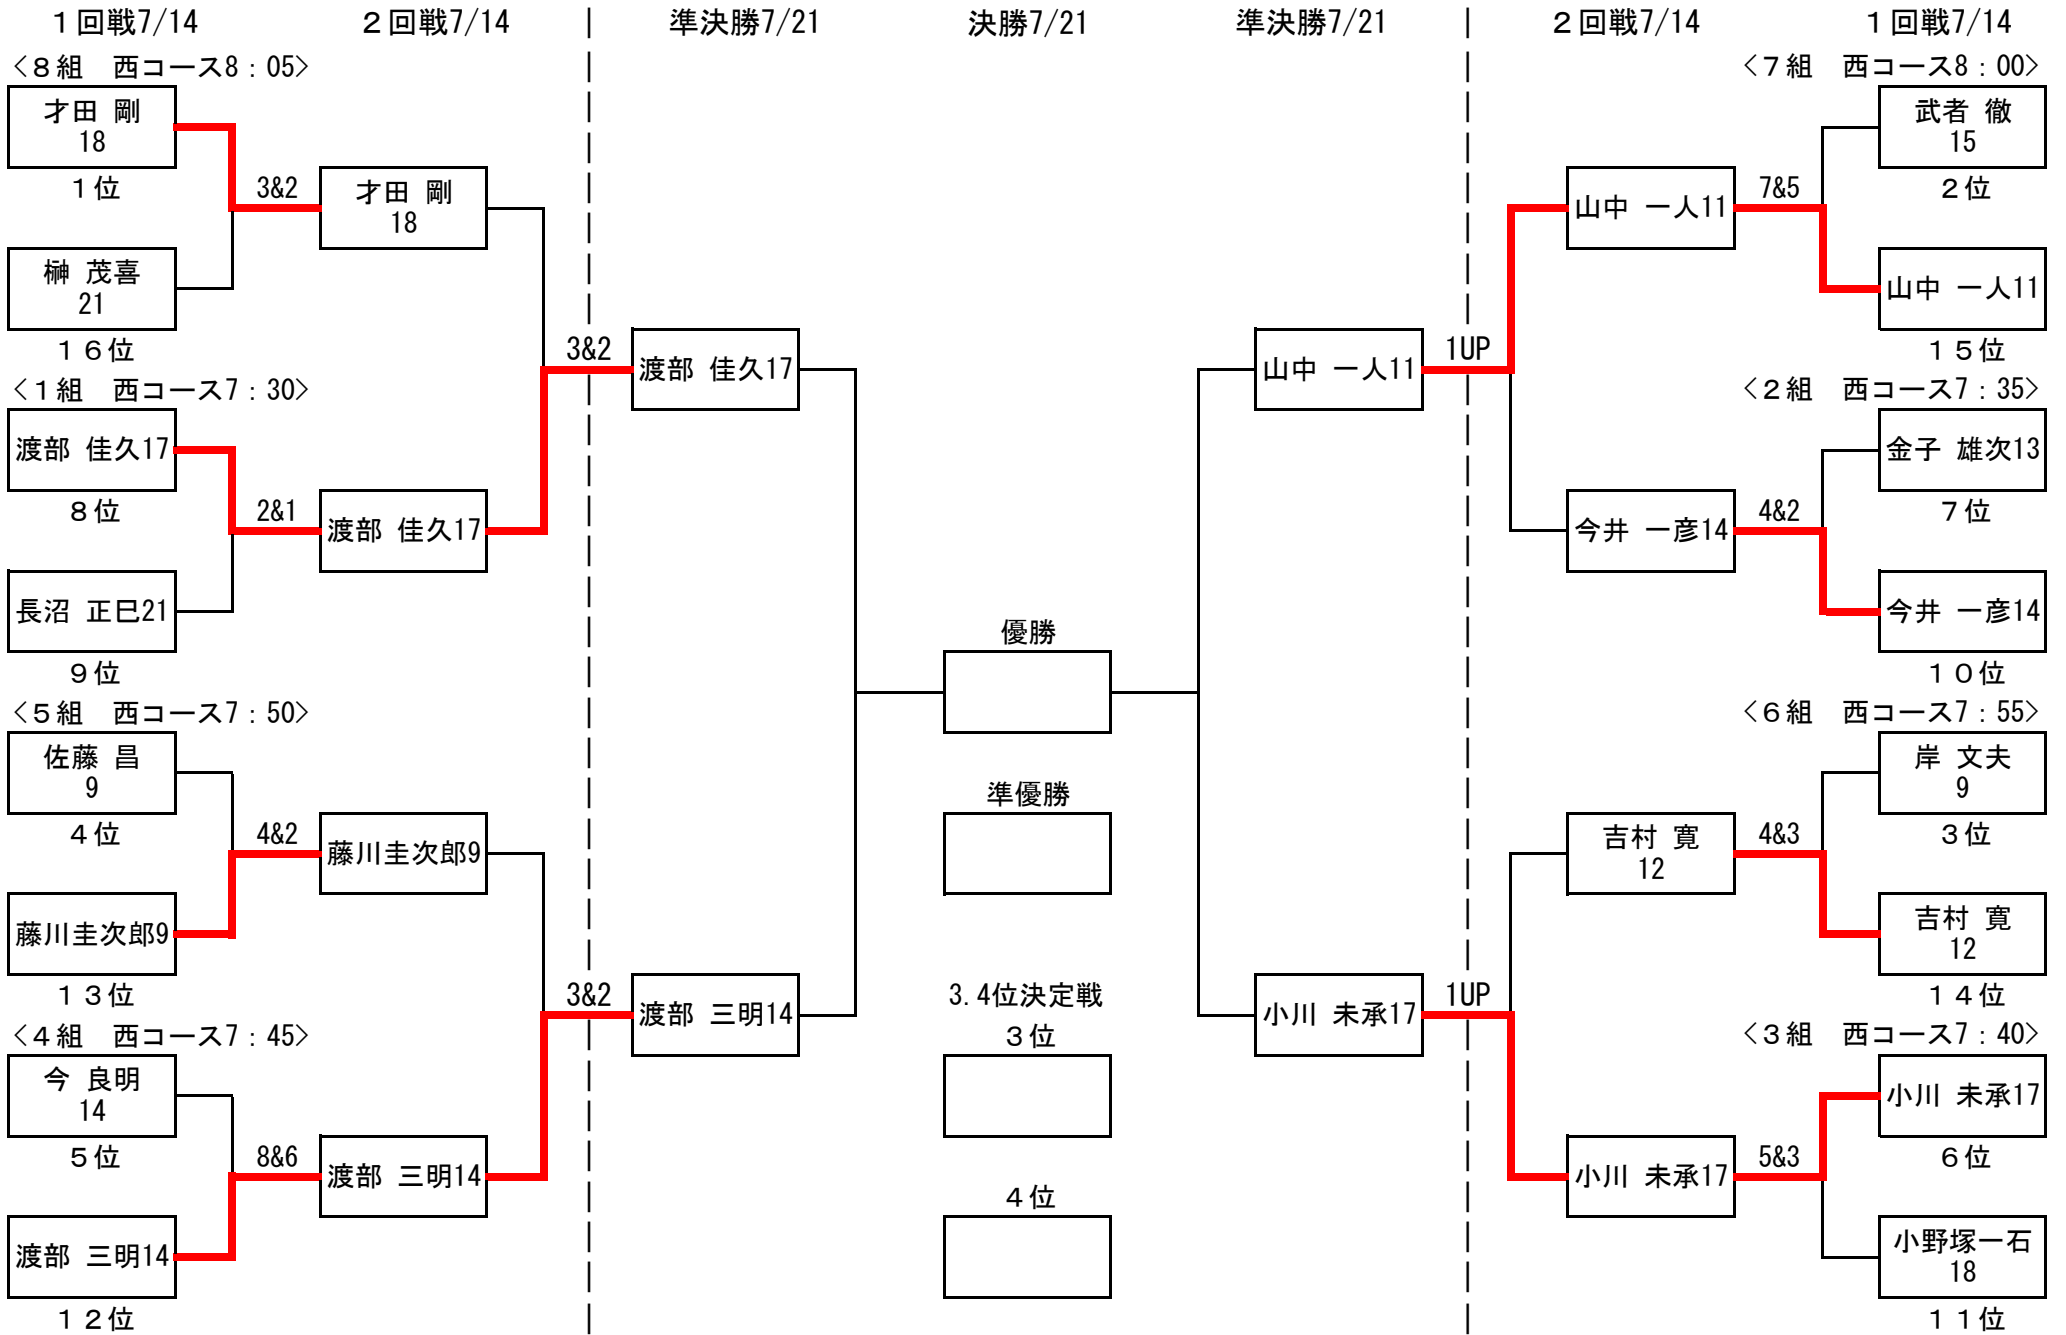 １回戦7/14
２回戦7/14
準決勝7/21
決勝7/21
準決勝7/21
２回戦7/14
１回戦7/14
<８組　西コース8：05>
才田 剛
18
１位
3&2
榊 茂喜
21
１６位
才田 剛
18
<１組　西コース7：30>
渡部 佳久17
８位
2&1
長沼 正巳21
９位
渡部 佳久17
3&2
渡部 佳久17
<５組　西コース7：50>
佐藤 昌
9
４位
4&2
藤川圭次郎9
１３位
藤川圭次郎9
<４組　西コース7：45>
今 良明
14
５位
8&6
渡部 三明14
１２位
渡部 三明14
3&2
渡部 三明14
優勝
準優勝
3.4位決定戦
３位
４位
山中 一人11
1UP
山中 一人11
7&5
<７組　西コース8：00>
武者 徹
15
２位
山中 一人11
１５位
今井 一彦14
4&2
<２組　西コース7：35>
金子 雄次13
７位
今井 一彦14
１０位
小川 未承17
1UP
吉村 寛
12
4&3
<６組　西コース7：55>
岸 文夫
9
３位
吉村 寛
12
１４位
小川 未承17
5&3
<３組　西コース7：40>
小川 未承17
６位
小野塚一石
18
１１位